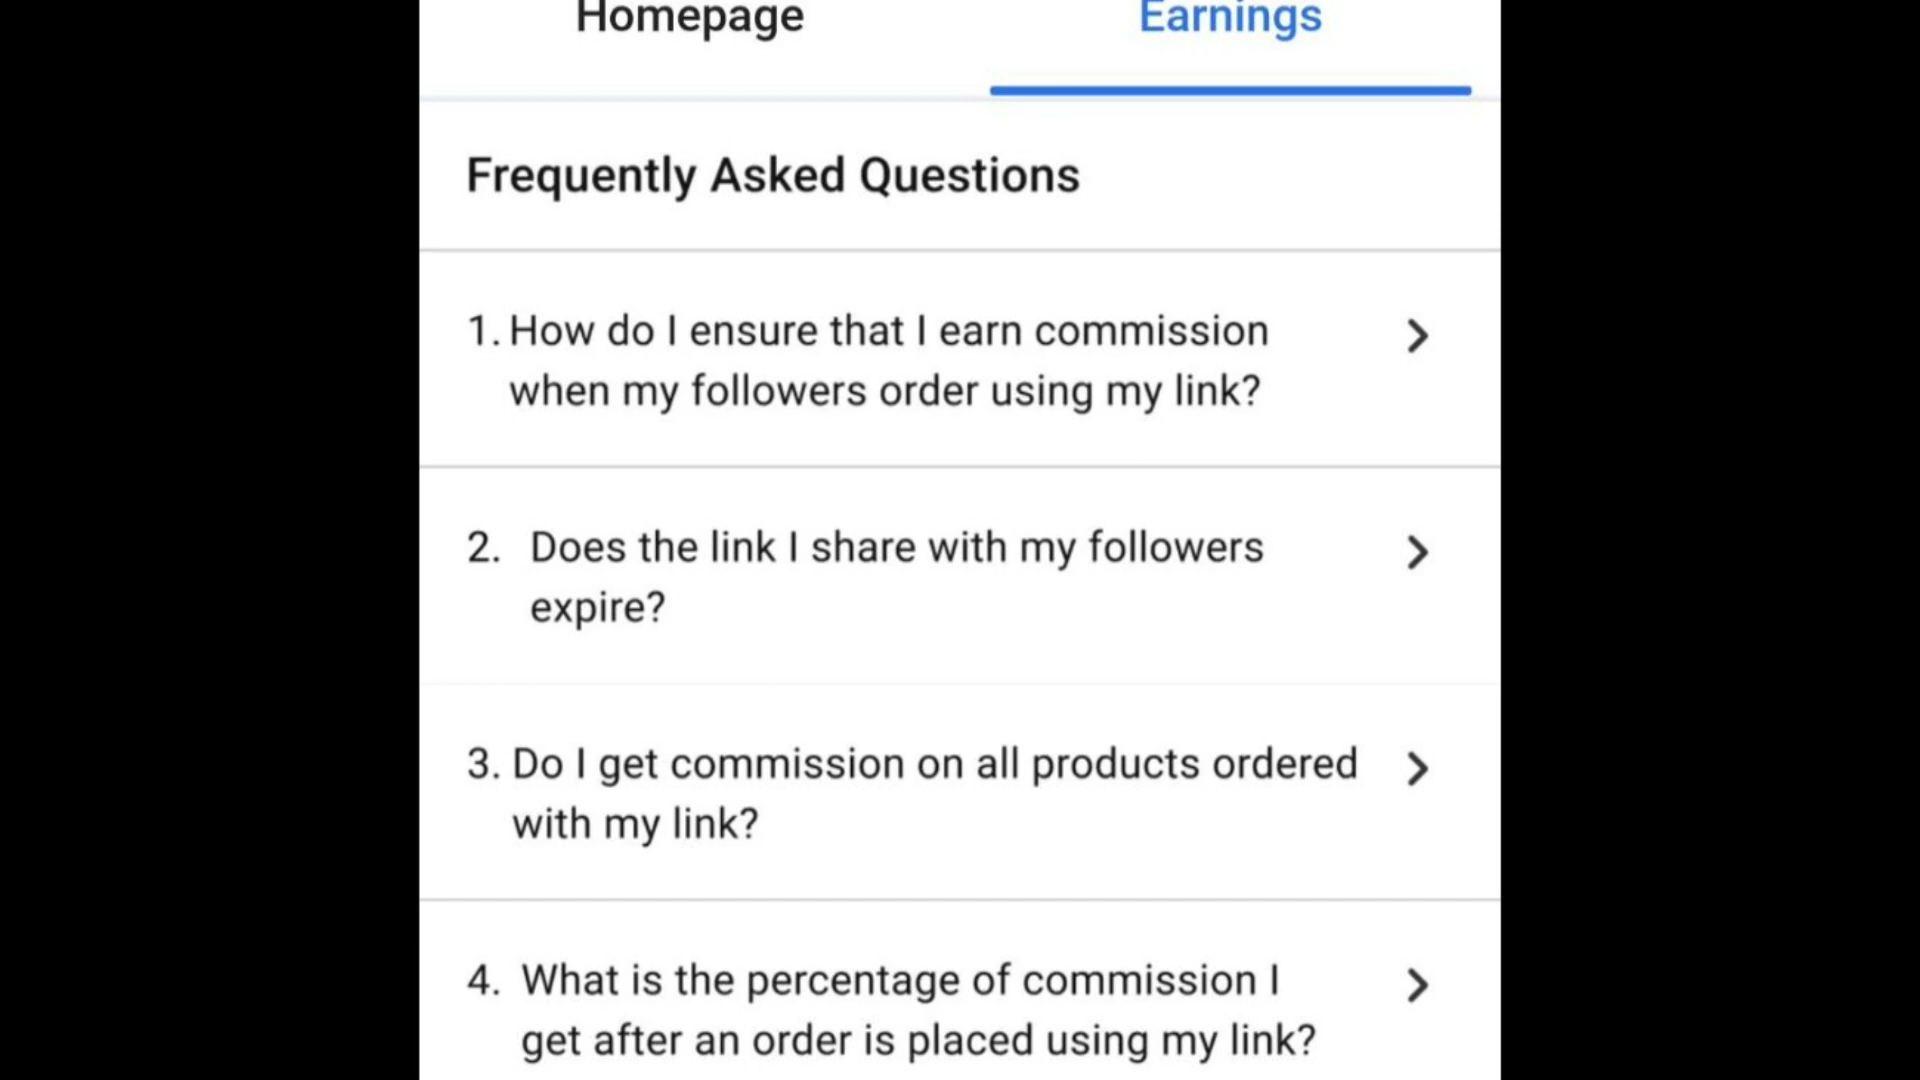 Homepage
Earnings
Frequently Asked Questions
1. How do I ensure that I earn commission
when my followers order using my link?
2. Does the link I share with my followers
expire?
3. Do I get commission on all products ordered
with my link?
4. What is the percentage of commission I
get after an order is placed using my link?